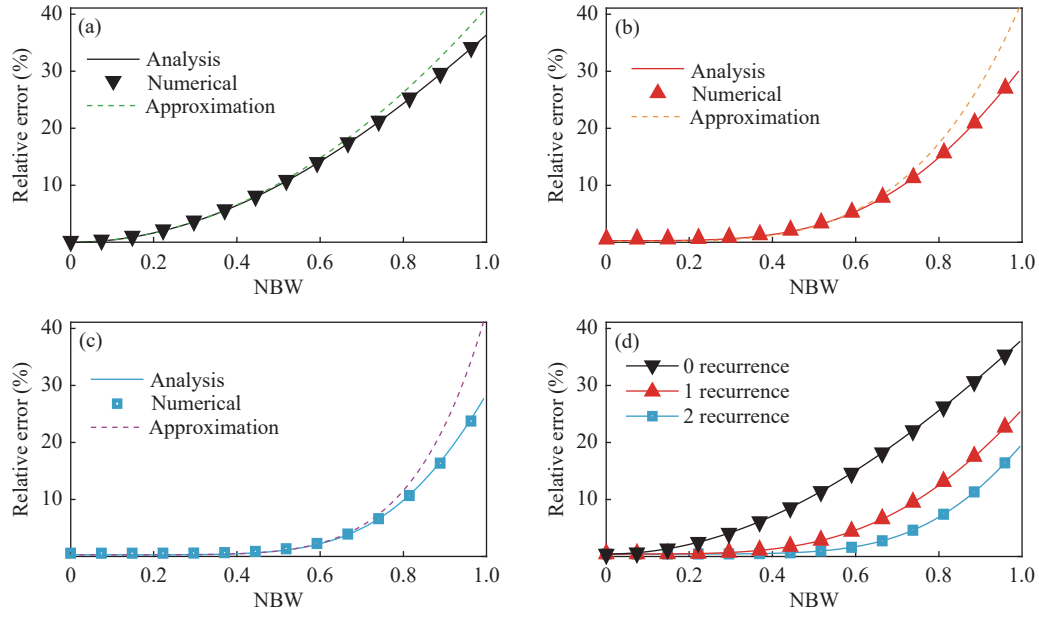 (a)
Relative error (%)
40
30
20
10
Analysis
Numerical
Approximation
0
0.2
0.4
0.6
0.8
1.0
NBW
(b)
Relative error (%)
40
30
20
10
Analysis
Numerical
Approximation
0
0.2
0.4
0.6
0.8
1.0
NBW
(c)
Relative error (%)
40
30
20
10
Analysis
Numerical
Approximation
0
0.2
0.4
0.6
0.8
1.0
NBW
(d)
Relative error (%)
40
30
20
10
0 recurrence
1 recurrence
2 recurrence
0
0.2
0.4
0.6
0.8
1.0
NBW